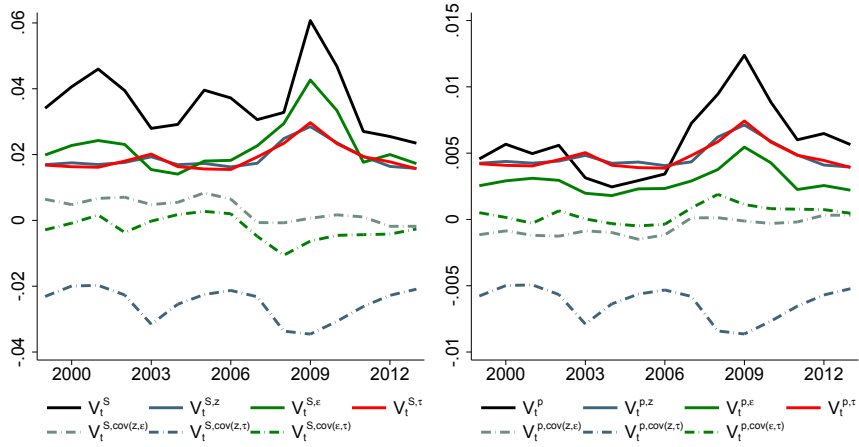 .06
.04
.02
0
-.02
-.04
2000 2003 2006 2009 2012
V_t^S V_t^{S,z} V_t^{S,ε} V_t^{S,τ}
V_t^{S,cov(z,ε)} V_t^{S,cov(z,τ)} V_t^{S,cov(ε,τ)}
.015
.01
.005
0
-.005
-.01
2000 2003 2006 2009 2012
V_t^p V_t^{p,z} V_t^{p,ε} V_t^{p,τ}
V_t^{p,cov(z,ε)} V_t^{p,cov(z,τ)} V_t^{p,cov(ε,τ)}